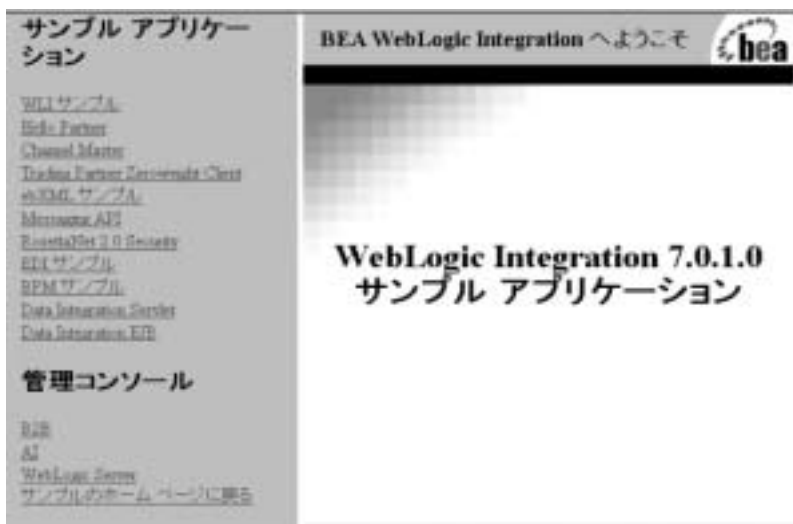 サンプル アプリケー
ション
WLI サンプル
Hello Partner
Channel Master
Trading Partner Zeroweight Client
ebXML サンプル
Messaging API
RosettaNet 2.0 Security
EDI サンプル
BPM サンプル
Data Integration Servlet
Data Integration EJB
管理コンソール
B2B
AI
WebLogic Server
サンプルのホーム ページに戻る
BEA WebLogic Integration へようこそ
bea
WebLogic Integration 7.0.1.0
サンプル アプリケーション